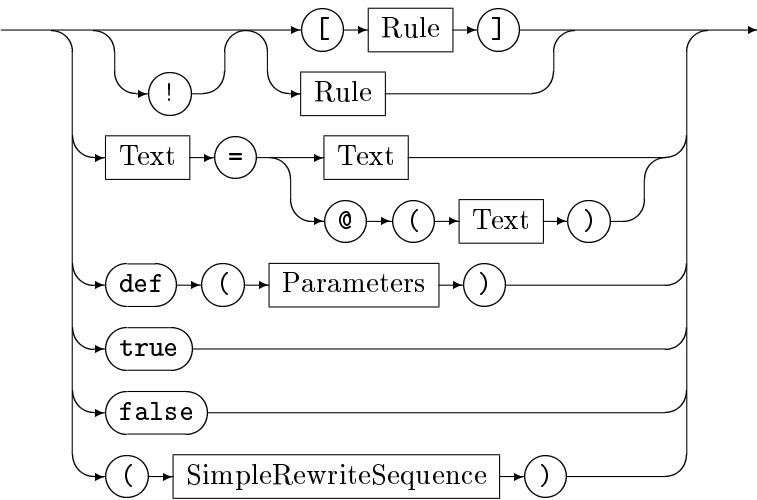 [ Rule ]
! Rule
Text = Text
@ ( Text )
def ( Parameters )
true
false
( SimpleRewriteSequence )